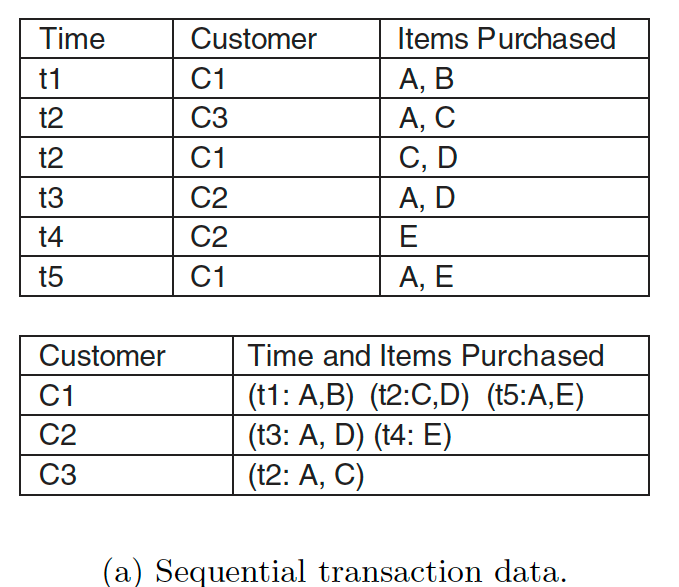 Time Customer Items Purchased
t1 C1 A, B
t2 C3 A, C
t2 C1 C, D
t3 C2 A, D
t4 C2 E
t5 C1 A, E
Customer Time and Items Purchased
C1 (t1: A,B) (t2:C,D) (t5:A,E)
C2 (t3: A, D) (t4: E)
C3 (t2: A, C)
(a) Sequential transaction data.